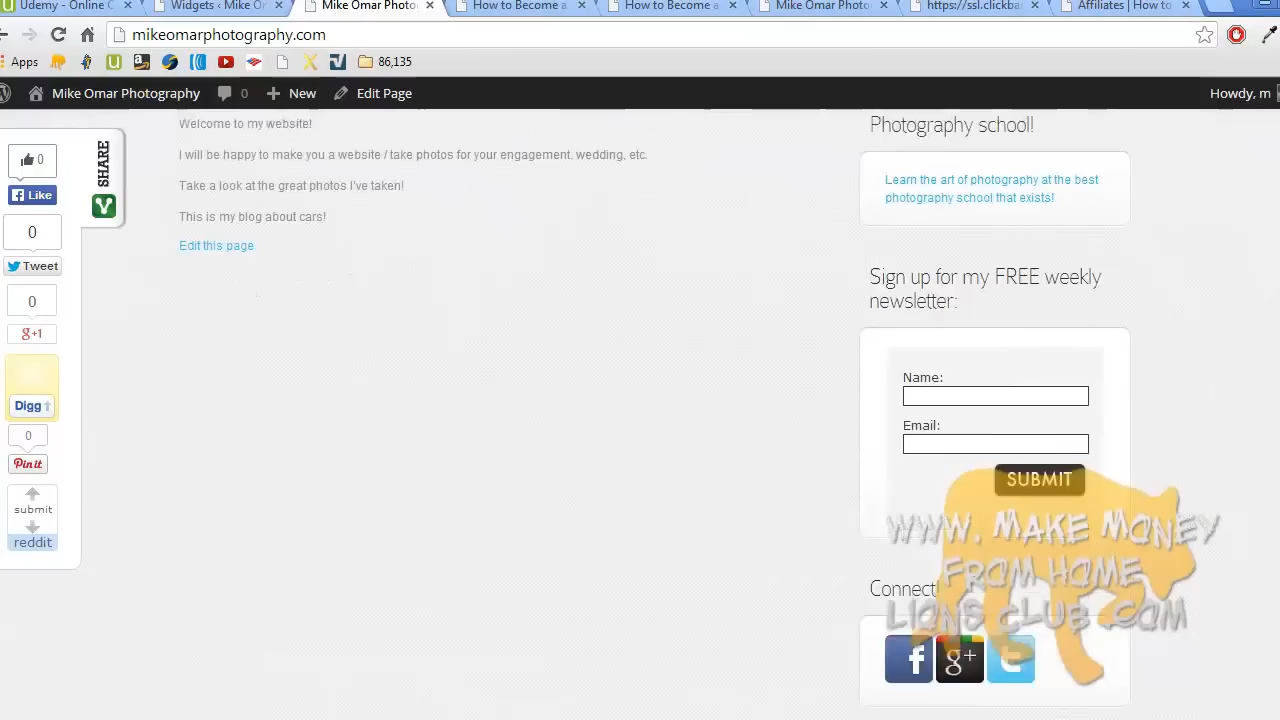 Udemy - Online C
Widgets ‹ Mike Om
Mike Omar Photo
How to Become a
How to Become a
Mike Omar Photo
https://ssl.clickba
Affiliates | How to
mikeomarphotography.com
Apps
86,135
Mike Omar Photography
0
New
Edit Page
Howdy, m
Welcome to my website!
I will be happy to make you a website / take photos for your engagement, wedding, etc.
Take a look at the great photos I've taken!
This is my blog about cars!
Edit this page
SHARE
0
Like
0
Tweet
0
g+1
Digg
0
Pin it
submit
reddit
Photography school!
Learn the art of photography at the best
photography school that exists!
Sign up for my FREE weekly
newsletter:
Name:
Email:
SUBMIT
Connect
f
g+
t
www. Make Money
From Home
Lions Club .com